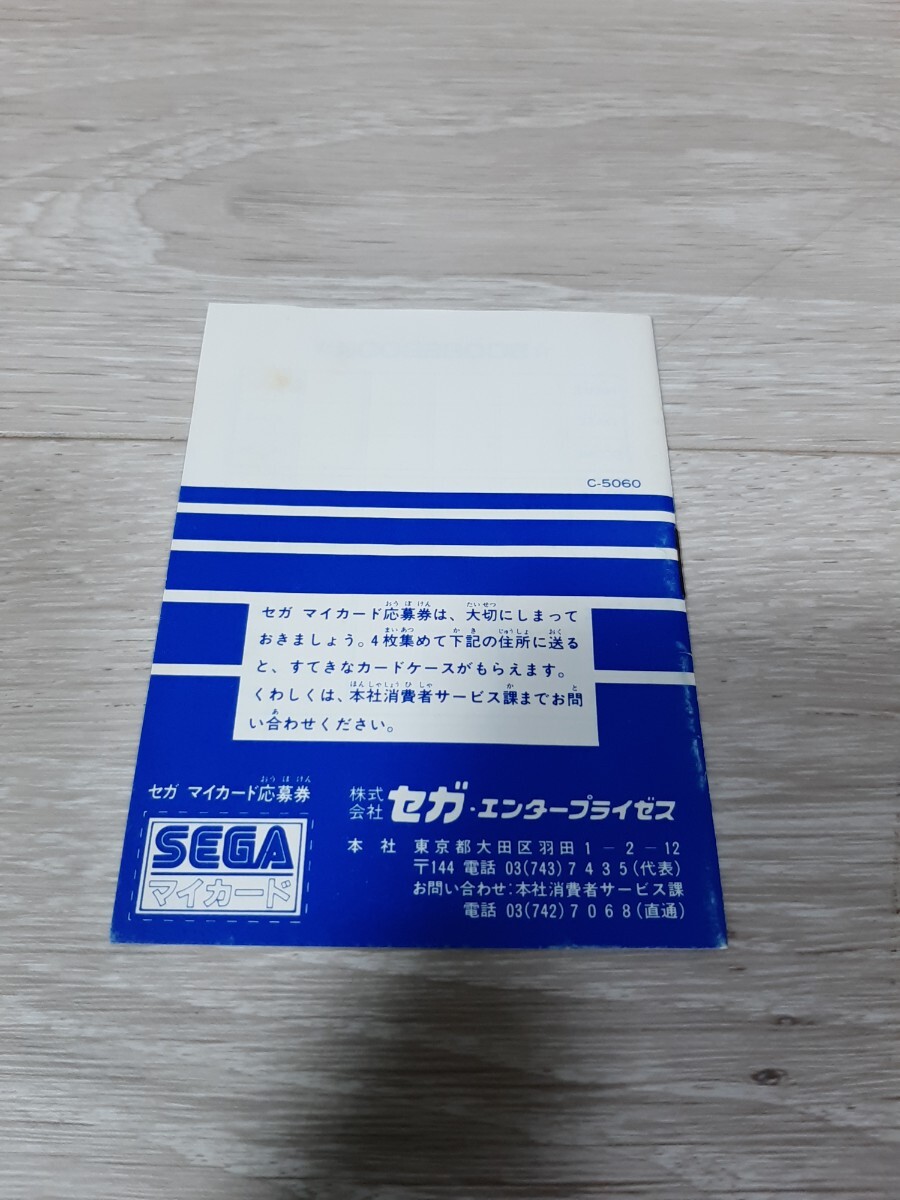 C-5060
セガ マイカード応募券は、大切にしまって
おきましょう。4枚集めて下記の住所に送る
と、すてきなカードケースがもらえます。
くわしくは、本社消費者サービス課までお問
い合わせください。
セガ マイカード応募券
SEGA
マイカード
株式会社 セガ・エンタープライゼス
本 社 東京都大田区羽田1-2-12
〒144 電話 03(743)7435(代表)
お問い合わせ:本社消費者サービス課
電話 03(742)7068(直通)